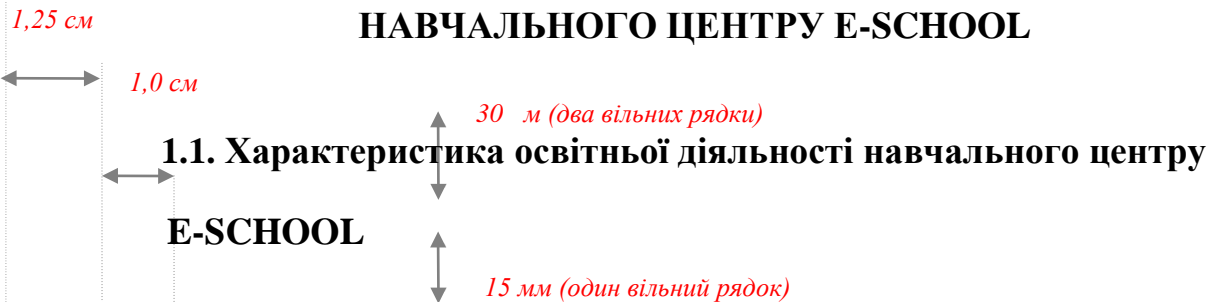 1,25 см
НАВЧАЛЬНОГО ЦЕНТРУ E-SCHOOL
1,0 см
30 м (два вільних рядки)
1.1. Характеристика освітньої діяльності навчального центру
E-SCHOOL
15 мм (один вільний рядок)